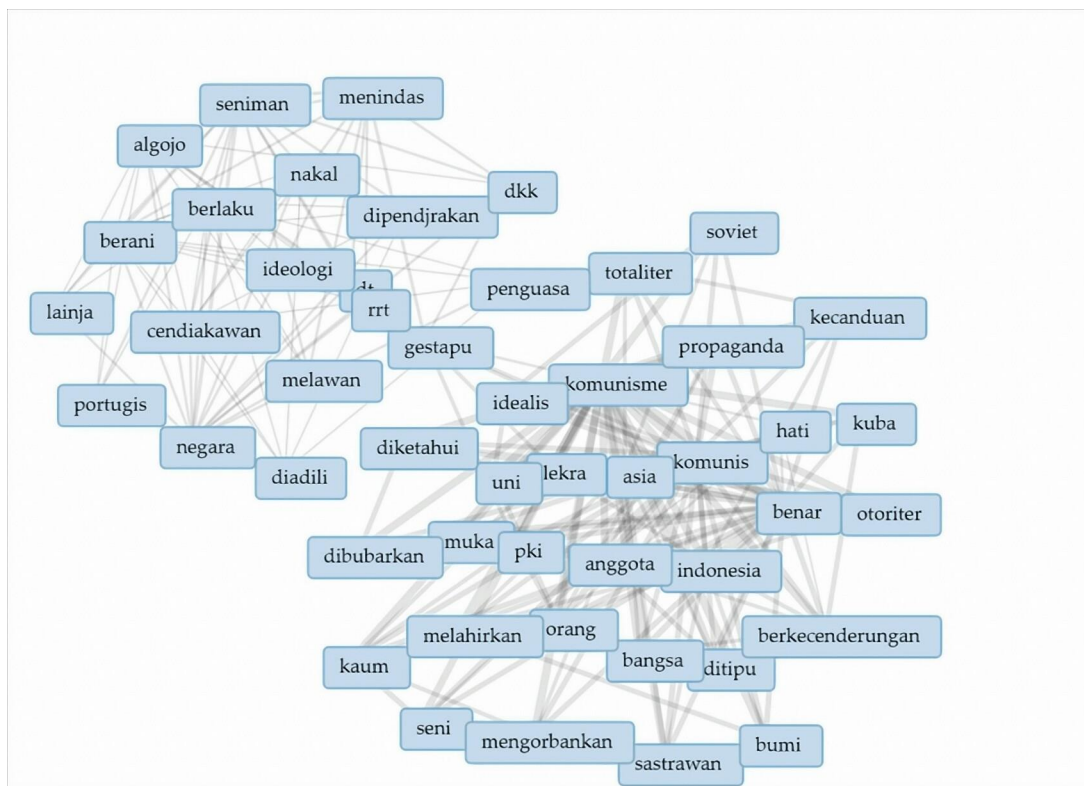 seniman
menindas
algojo
nakal
dkk
berlaku
dipendjrakan
berani
soviet
ideologi
totaliter
dt
penguasa
rrt
lainja
kecanduan
cendiakawan
gestapu
propaganda
melawan
komunisme
idealis
portugis
hati
kuba
negara
diketahui
komunis
lekra
asia
diadili
uni
benar
otoriter
muka
pki
dibubarkan
anggota
indonesia
orang
melahirkan
berkecenderungan
kaum
bangsa
ditipu
seni
mengorbankan
bumi
sastrawan